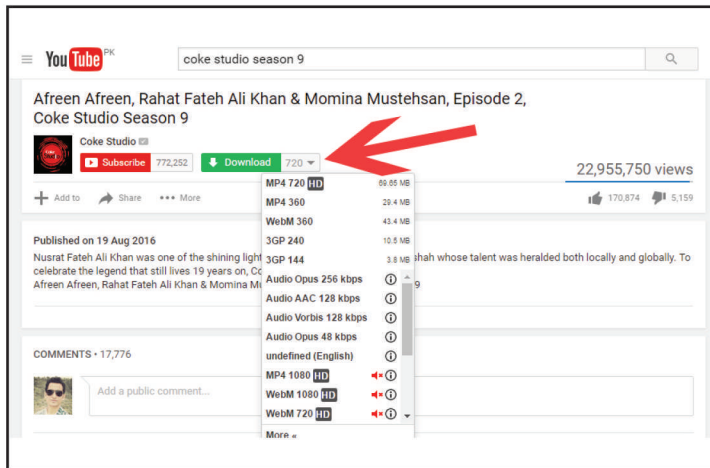 YouTube PK
coke studio season 9
Afreen Afreen, Rahat Fateh Ali Khan & Momina Mustehsan, Episode 2,
Coke Studio Season 9
Coke Studio
Subscribe 772,252 Download 720
22,955,750 views
Add to Share More
170,874 5,159
MP4 720 HD 69.65 MB
MP4 360 29.4 MB
WebM 360 43.4 MB
3GP 240 10.5 MB
3GP 144 3.8 MB
Audio Opus 256 kbps
Audio AAC 128 kbps
Audio Vorbis 128 kbps
Audio Opus 48 kbps
undefined (English)
MP4 1080 HD
WebM 1080 HD
WebM 720 HD
More «
Published on 19 Aug 2016
Nusrat Fateh Ali Khan was one of the shining light shah whose talent was heralded both locally and globally. To
celebrate the legend that still lives 19 years on, Co
Afreen Afreen, Rahat Fateh Ali Khan & Momina Mu 9
COMMENTS • 17,776
Add a public comment...